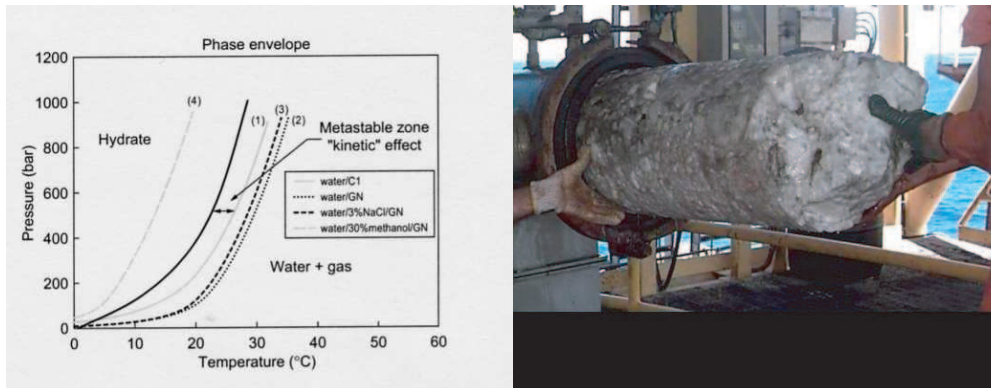 Phase envelope
1200
1000
800
600
400
200
0
Pressure (bar)
(4)
(1)
(3)
(2)
Hydrate
Metastable zone
"kinetic" effect
water/C1
water/GN
water/3%NaCl/GN
water/30%methanol/GN
Water + gas
0 10 20 30 40 50 60
Temperature (°C)